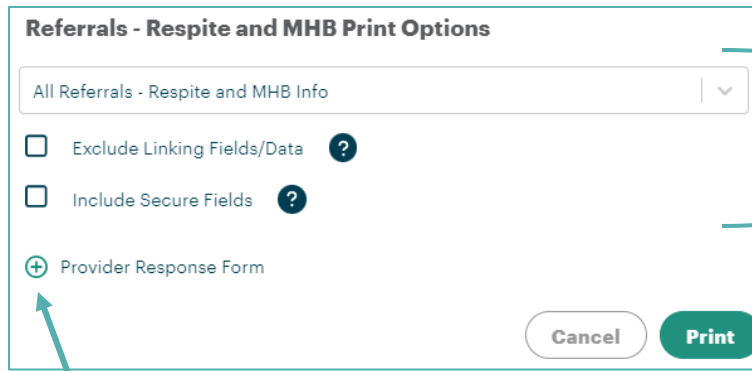 Referrals - Respite and MHB Print Options
All Referrals - Respite and MHB Info
Exclude Linking Fields/Data ?
Include Secure Fields ?
Provider Response Form
Cancel Print